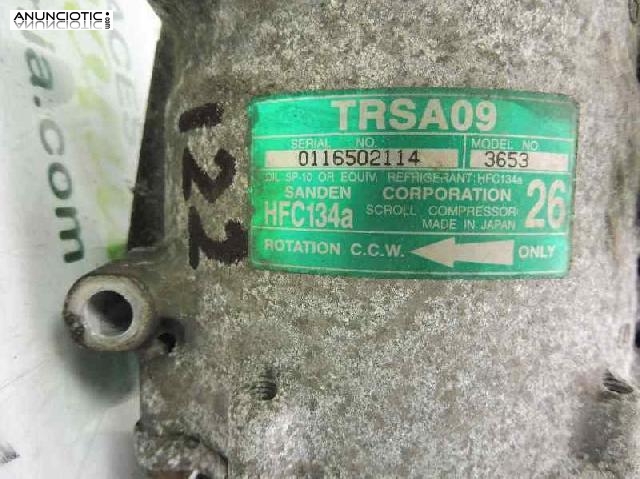 ANUNCIOTIC
TRSA09
SERIAL NO. MODEL NO.
0116502114 3653
OIL SP-10 OR EQUIV. REFRIGERANT:HFC134a
SANDEN CORPORATION
HFC134a SCROLL COMPRESSOR 26
MADE IN JAPAN
ROTATION C.C.W. ONLY
122
ia.com